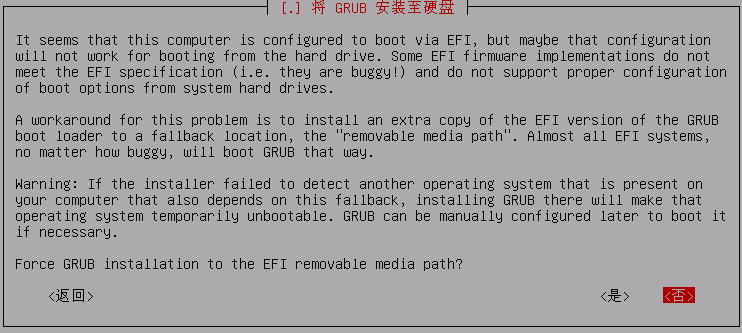 [.] 将 GRUB 安装至硬盘
It seems that this computer is configured to boot via EFI, but maybe that configuration
will not work for booting from the hard drive. Some EFI firmware implementations do not
meet the EFI specification (i.e. they are buggy!) and do not support proper configuration
of boot options from system hard drives.
A workaround for this problem is to install an extra copy of the EFI version of the GRUB
boot loader to a fallback location, the "removable media path". Almost all EFI systems,
no matter how buggy, will boot GRUB that way.
Warning: If the installer failed to detect another operating system that is present on
your computer that also depends on this fallback, installing GRUB there will make that
operating system temporarily unbootable. GRUB can be manually configured later to boot it
if necessary.
Force GRUB installation to the EFI removable media path?
<返回> <是> <否>